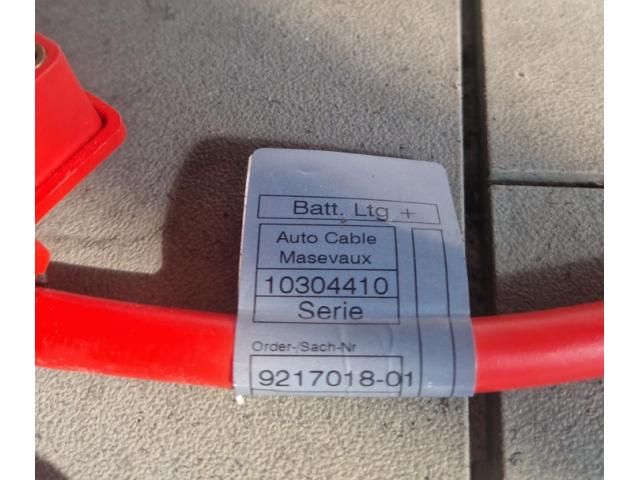 Batt. Ltg +
Auto Cable
Masevaux
10304410
Serie
Order-/Sach-Nr
9217018-01